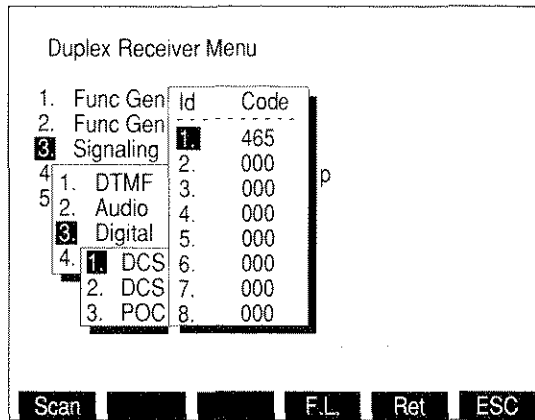 Duplex Receiver Menu
1. Func Gen
2. Func Gen
3. Signaling
4
5
p
1. DTMF
2. Audio
3. Digital
4.
1. DCS
2. DCS
3. POC
Id Code
1. 465
2. 000
3. 000
4. 000
5. 000
6. 000
7. 000
8. 000
Scan F.L. Ret ESC